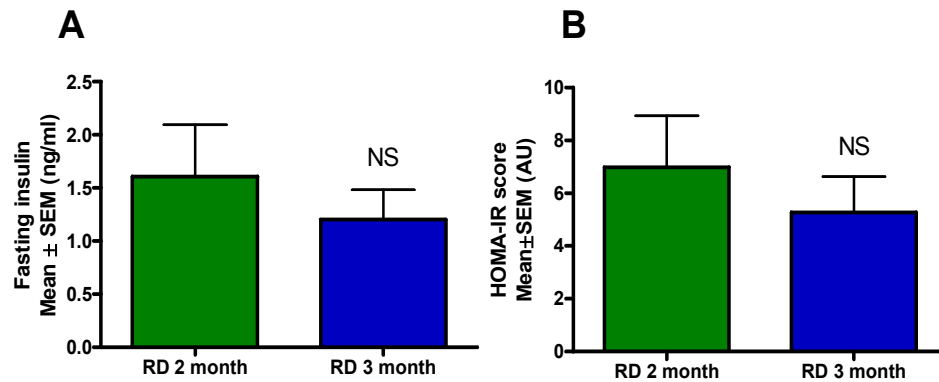 A
Fasting insulin
Mean ± SEM (ng/ml)
2.5
2.0
1.5
1.0
0.5
0.0
NS
RD 2 month
RD 3 month
B
HOMA-IR score
Mean±SEM (AU)
10
8
6
4
2
0
NS
RD 2 month
RD 3 month